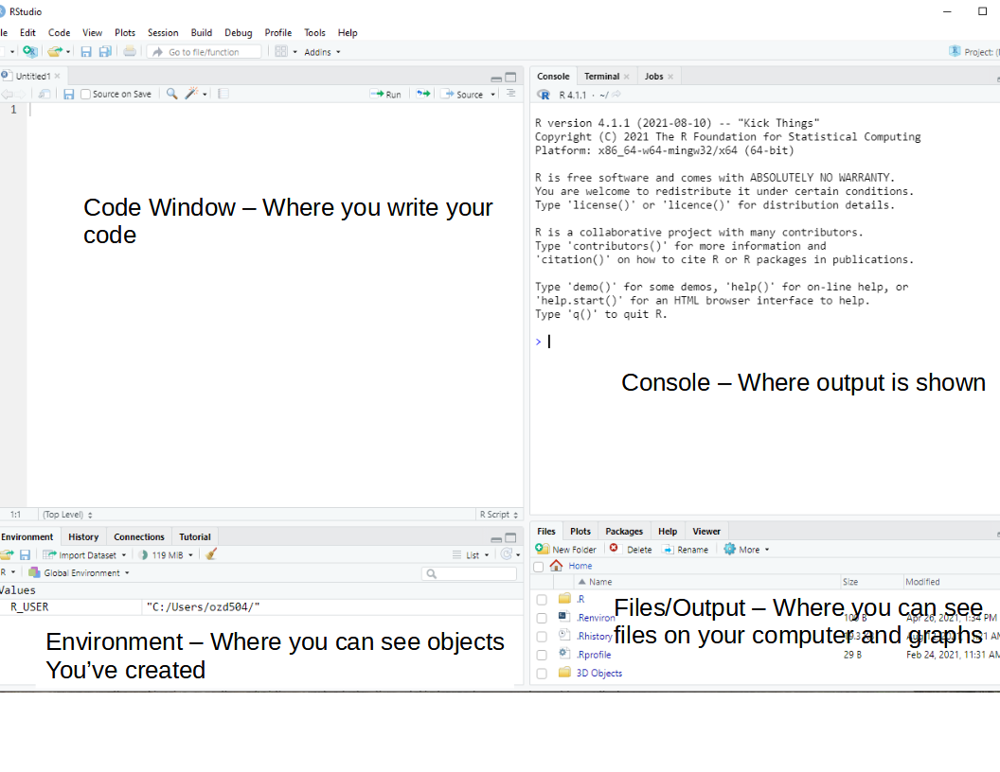 RStudio
le Edit Code View Plots Session Build Debug Profile Tools Help
Go to file/function Addins Project: (
Untitled1
Source on Save Run Source
1
Code Window – Where you write your
code
1:1 (Top Level) R Script
Console Terminal Jobs
R 4.1.1 · ~/
R version 4.1.1 (2021-08-10) -- "Kick Things"
Copyright (C) 2021 The R Foundation for Statistical Computing
Platform: x86_64-w64-mingw32/x64 (64-bit)
R is free software and comes with ABSOLUTELY NO WARRANTY.
You are welcome to redistribute it under certain conditions.
Type 'license()' or 'licence()' for distribution details.
R is a collaborative project with many contributors.
Type 'contributors()' for more information and
'citation()' on how to cite R or R packages in publications.
Type 'demo()' for some demos, 'help()' for on-line help, or
'help.start()' for an HTML browser interface to help.
Type 'q()' to quit R.
>
Console – Where output is shown
Environment History Connections Tutorial
Import Dataset 119 MiB List
R Global Environment
Values
R_USER "C:/Users/ozd504/"
Environment – Where you can see objects
You've created
Files Plots Packages Help Viewer
New Folder Delete Rename More
Home
Name Size Modified
.R
Files/Output – Where you can see
.Renviron B Apr 26, 2021, 1:34 PM
files on your computer and graphs
.Rhistory
.Rprofile 29 B Feb 24, 2021, 11:31 AM
3D Objects